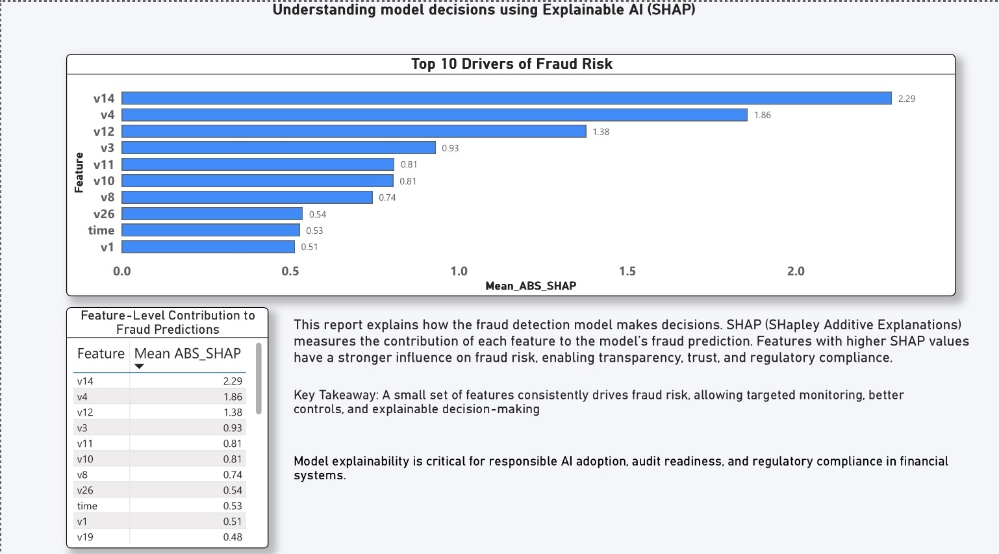 Understanding model decisions using Explainable AI (SHAP)
Top 10 Drivers of Fraud Risk
Feature
v14 2.29
v4 1.86
v12 1.38
v3 0.93
v11 0.81
v10 0.81
v8 0.74
v26 0.54
time 0.53
v1 0.51
0.0 0.5 1.0 1.5 2.0
Mean_ABS_SHAP
Feature-Level Contribution to
Fraud Predictions
Feature Mean ABS_SHAP
v14 2.29
v4 1.86
v12 1.38
v3 0.93
v11 0.81
v10 0.81
v8 0.74
v26 0.54
time 0.53
v1 0.51
v19 0.48
This report explains how the fraud detection model makes decisions. SHAP (SHapley Additive Explanations)
measures the contribution of each feature to the model's fraud prediction. Features with higher SHAP values
have a stronger influence on fraud risk, enabling transparency, trust, and regulatory compliance.
Key Takeaway: A small set of features consistently drives fraud risk, allowing targeted monitoring, better
controls, and explainable decision-making
Model explainability is critical for responsible AI adoption, audit readiness, and regulatory compliance in financial
systems.